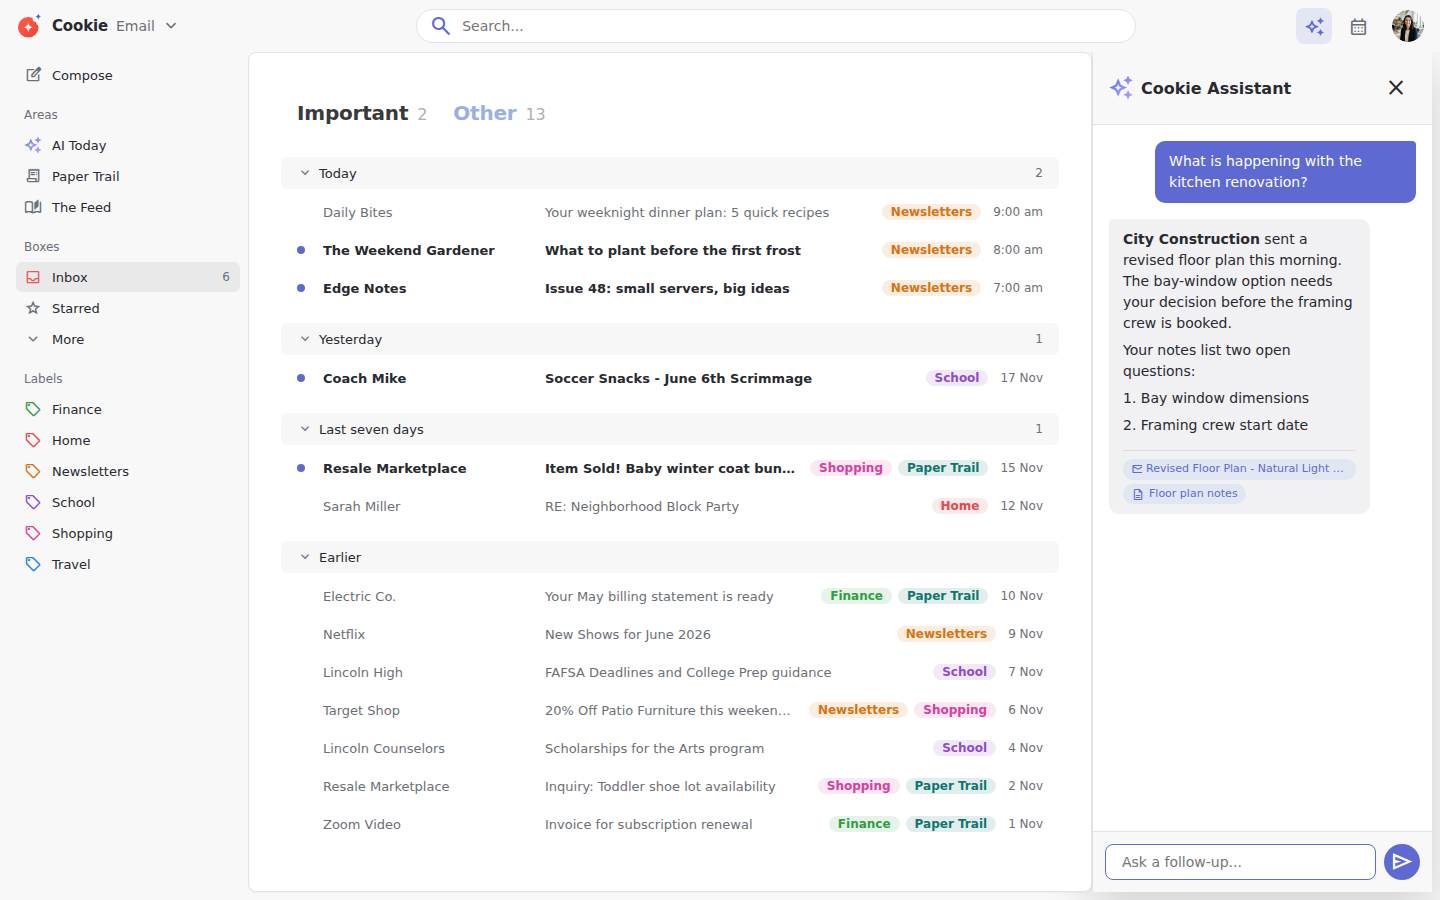 Cookie Email
Search...
Compose
Areas
AI Today
Paper Trail
The Feed
Boxes
Inbox 6
Starred
More
Labels
Finance
Home
Newsletters
School
Shopping
Travel
Important 2 Other 13
Today 2
Daily Bites Your weeknight dinner plan: 5 quick recipes Newsletters 9:00 am
The Weekend Gardener What to plant before the first frost Newsletters 8:00 am
Edge Notes Issue 48: small servers, big ideas Newsletters 7:00 am
Yesterday 1
Coach Mike Soccer Snacks - June 6th Scrimmage School 17 Nov
Last seven days 1
Resale Marketplace Item Sold! Baby winter coat bun... Shopping Paper Trail 15 Nov
Sarah Miller RE: Neighborhood Block Party Home 12 Nov
Earlier
Electric Co. Your May billing statement is ready Finance Paper Trail 10 Nov
Netflix New Shows for June 2026 Newsletters 9 Nov
Lincoln High FAFSA Deadlines and College Prep guidance School 7 Nov
Target Shop 20% Off Patio Furniture this weeken... Newsletters Shopping 6 Nov
Lincoln Counselors Scholarships for the Arts program School 4 Nov
Resale Marketplace Inquiry: Toddler shoe lot availability Shopping Paper Trail 2 Nov
Zoom Video Invoice for subscription renewal Finance Paper Trail 1 Nov
Cookie Assistant
What is happening with the
kitchen renovation?
City Construction sent a
revised floor plan this morning.
The bay-window option needs
your decision before the framing
crew is booked.
Your notes list two open
questions:
1. Bay window dimensions
2. Framing crew start date
Revised Floor Plan - Natural Light ...
Floor plan notes
Ask a follow-up...